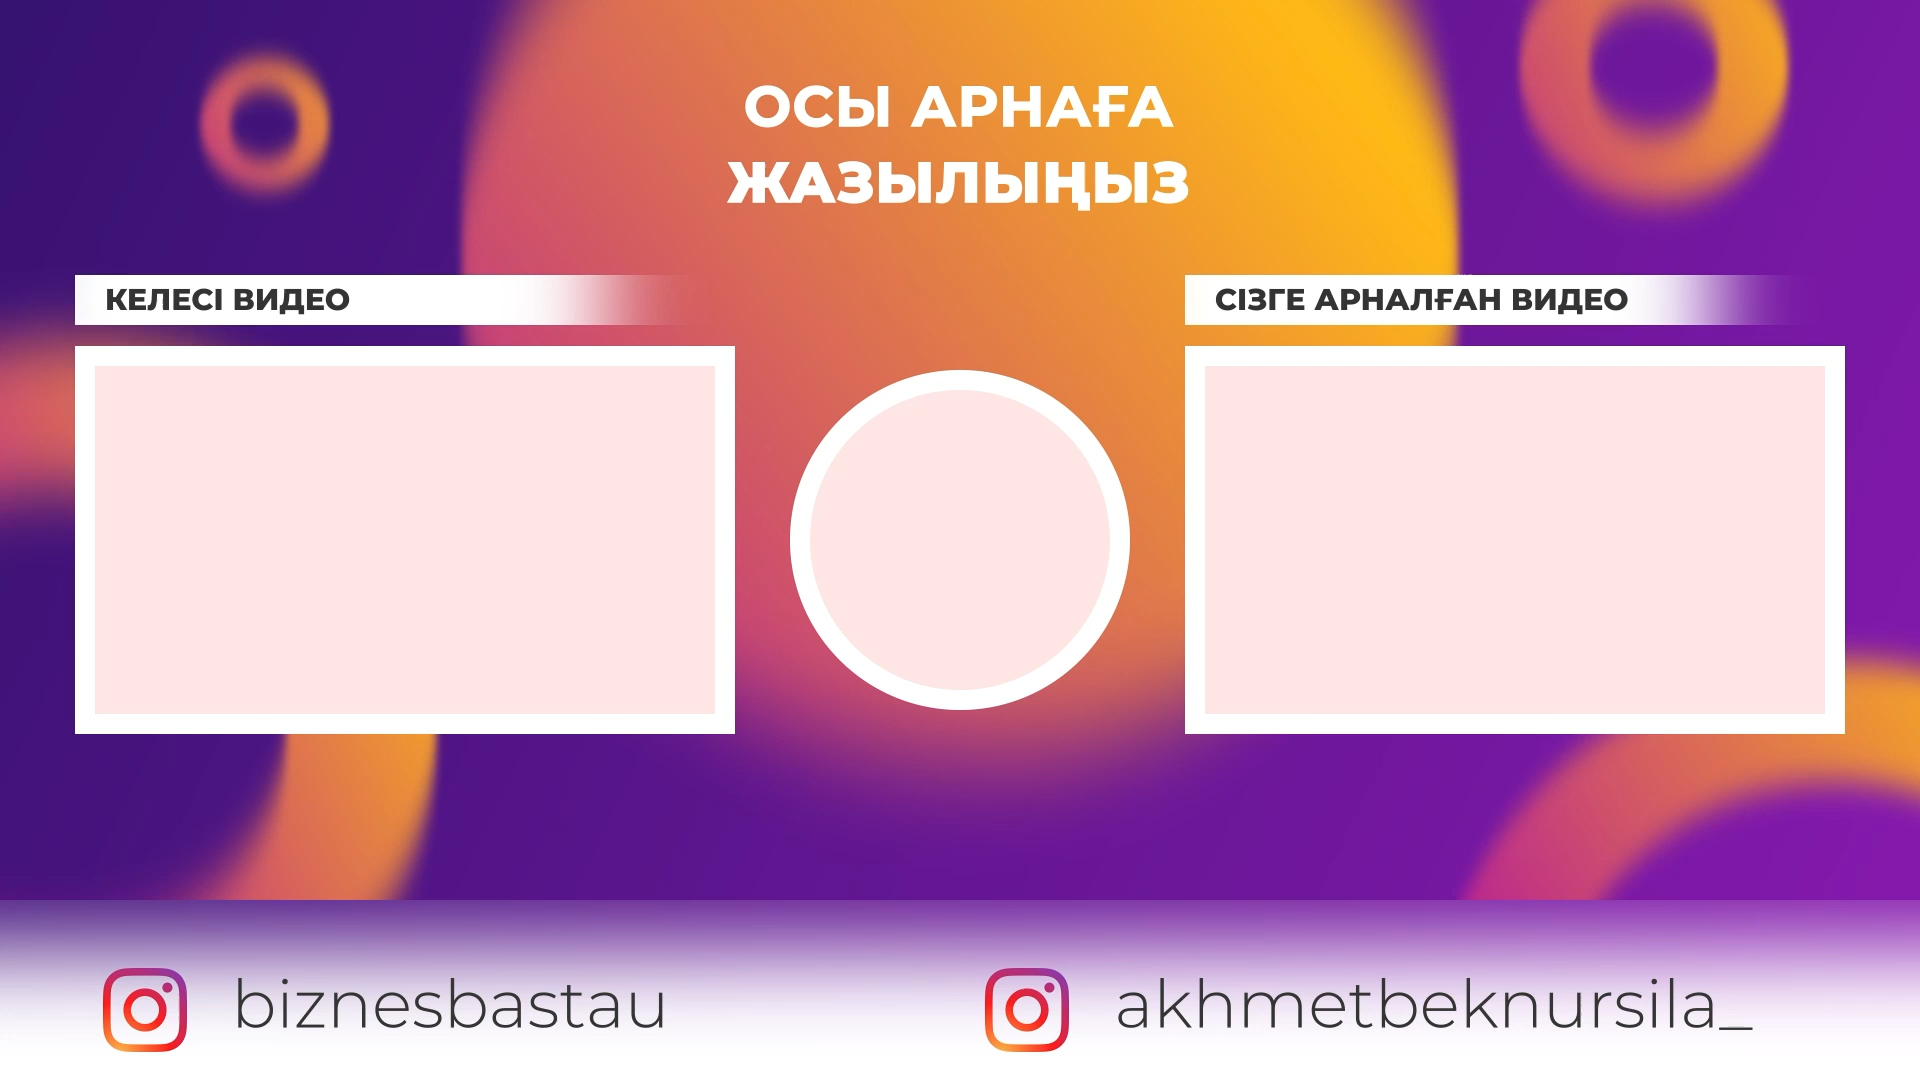 ОСЫ АРНАҒА
ЖАЗЫЛЫҢЫЗ
КЕЛЕСІ ВИДЕО
СІЗГЕ АРНАЛҒАН ВИДЕО
biznesbastau
akhmetbeknursila_